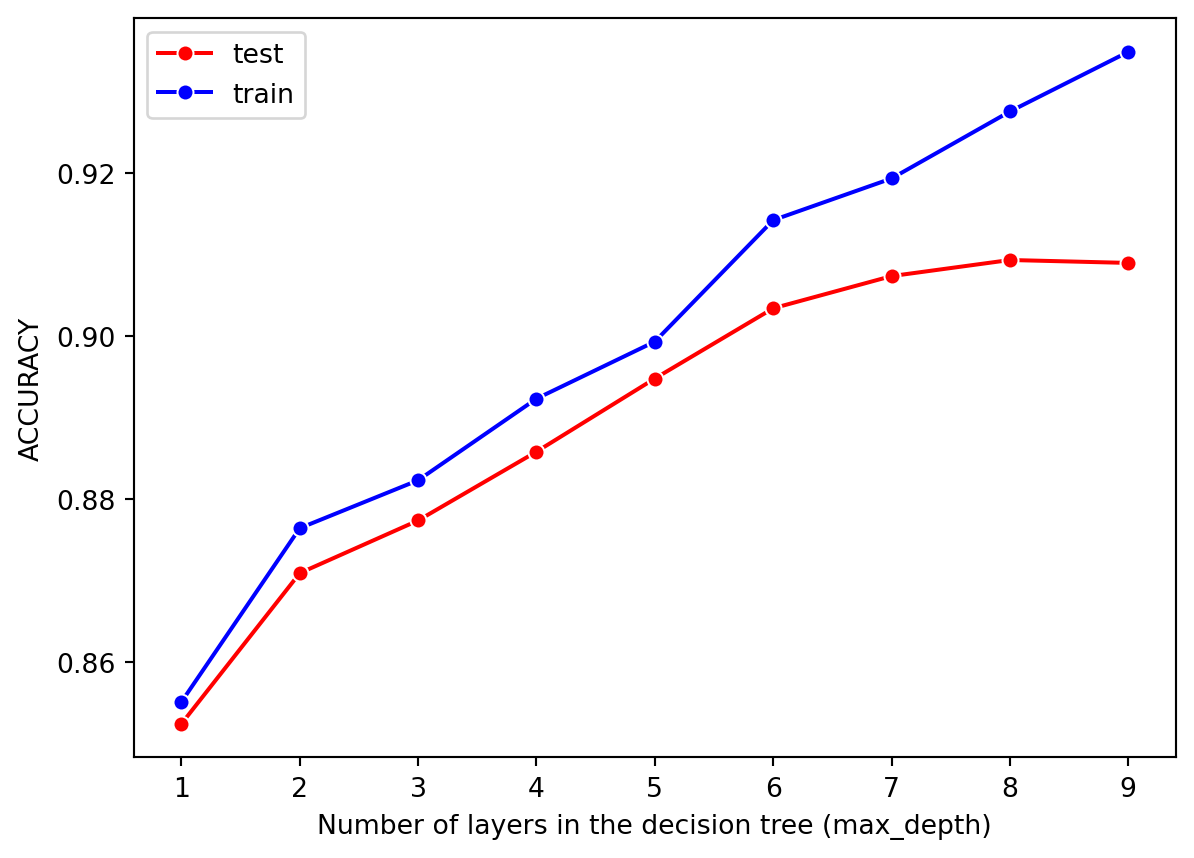 test
train
0.92
0.90
0.88
0.86
ACCURACY
1 2 3 4 5 6 7 8 9
Number of layers in the decision tree (max_depth)